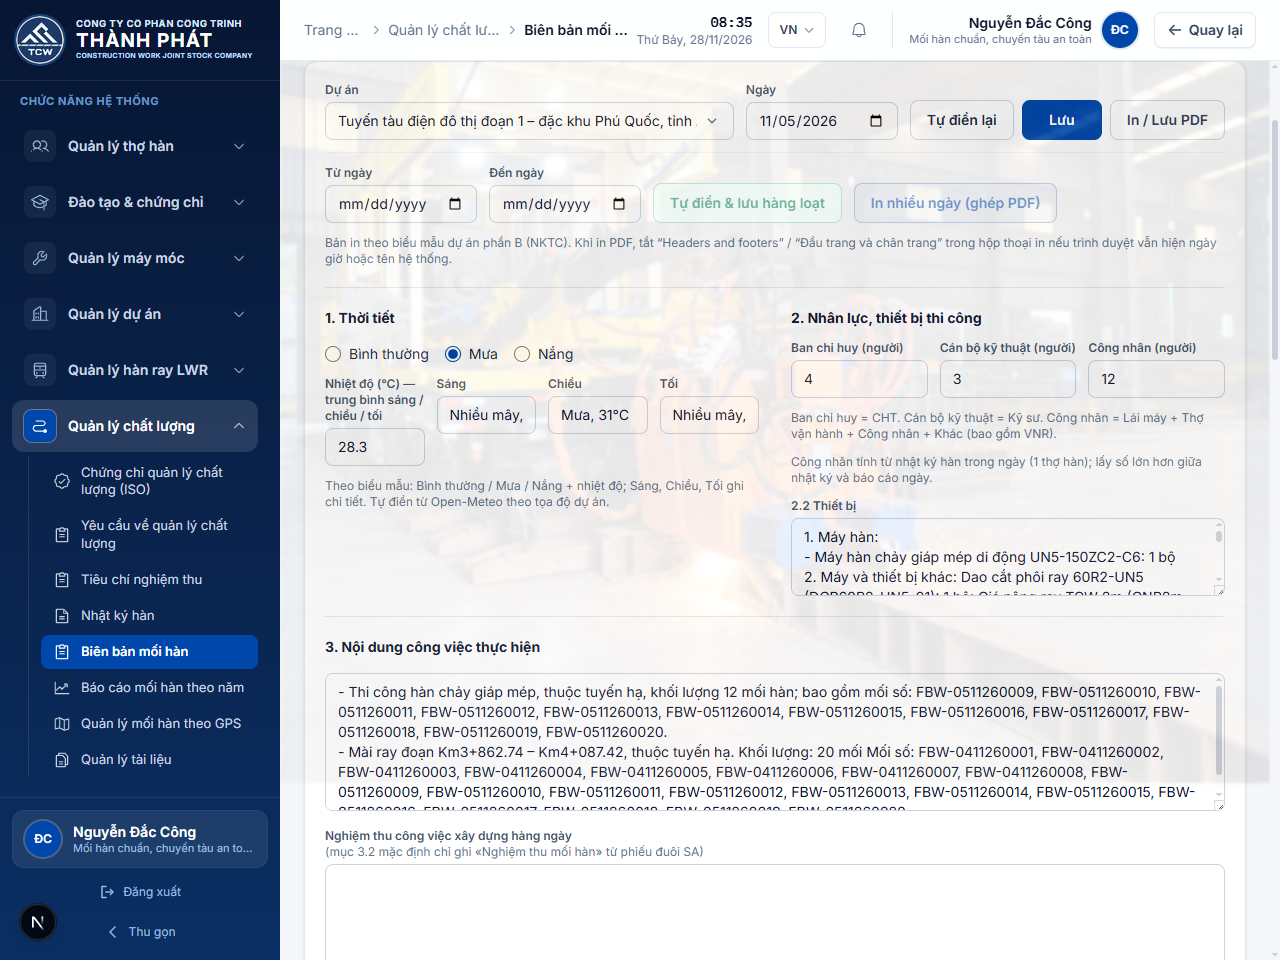 CÔNG TY CỔ PHẦN CÔNG TRÌNH
THÀNH PHÁT
CONSTRUCTION WORK JOINT STOCK COMPANY
TCW
CHỨC NĂNG HỆ THỐNG
Quản lý thợ hàn
Đào tạo & chứng chỉ
Quản lý máy móc
Quản lý dự án
Quản lý hàn ray LWR
Quản lý chất lượng
Chứng chỉ quản lý chất
lượng (ISO)
Yêu cầu về quản lý chất
lượng
Tiêu chí nghiệm thu
Nhật ký hàn
Biên bản mối hàn
Báo cáo mối hàn theo năm
Quản lý mối hàn theo GPS
Quản lý tài liệu
ĐC
Nguyễn Đắc Công
Mối hàn chuẩn, chuyến tàu an to...
Đăng xuất
N
Thu gọn
Trang ...
Quản lý chất lư...
Biên bản mối ...
08:35
Thứ Bảy, 28/11/2026
VN
Nguyễn Đắc Công
Mối hàn chuẩn, chuyến tàu an toàn
ĐC
Quay lại
Dự án
Tuyến tàu điện đô thị đoạn 1 – đặc khu Phú Quốc, tỉnh
Ngày
11/05/2026
Tự điền lại
Lưu
In / Lưu PDF
Từ ngày
mm/dd/yyyy
Đến ngày
mm/dd/yyyy
Tự điền & lưu hàng loạt
In nhiều ngày (ghép PDF)
Bản in theo biểu mẫu dự án phần B (NKTC). Khi in PDF, tắt “Headers and footers” / “Đầu trang và chân trang” trong hộp thoại in nếu trình duyệt vẫn hiện ngày
giờ hoặc tên hệ thống.
1. Thời tiết
Bình thường
Mưa
Nắng
Nhiệt độ (°C) —
trung bình sáng /
chiều / tối
28.3
Sáng
Nhiều mây,
Chiều
Mưa, 31°C
Tối
Nhiều mây,
Theo biểu mẫu: Bình thường / Mưa / Nắng + nhiệt độ; Sáng, Chiều, Tối ghi
chi tiết. Tự điền từ Open-Meteo theo tọa độ dự án.
2. Nhân lực, thiết bị thi công
Ban chỉ huy (người)
4
Cán bộ kỹ thuật (người)
3
Công nhân (người)
12
Ban chỉ huy = CHT. Cán bộ kỹ thuật = Kỹ sư. Công nhân = Lái máy + Thợ
vận hành + Công nhân + Khác (bao gồm VNR).
Công nhân tính từ nhật ký hàn trong ngày (1 thợ hàn); lấy số lớn hơn giữa
nhật ký và báo cáo ngày.
2.2 Thiết bị
1. Máy hàn:
- Máy hàn chảy giáp mép di động UN5-150ZC2-C6: 1 bộ
2. Máy và thiết bị khác: Dao cắt phôi ray 60R2-UN5
3. Nội dung công việc thực hiện
- Thi công hàn chảy giáp mép, thuộc tuyến hạ, khối lượng 12 mối hàn; bao gồm mối số: FBW-0511260009, FBW-0511260010, FBW-
0511260011, FBW-0511260012, FBW-0511260013, FBW-0511260014, FBW-0511260015, FBW-0511260016, FBW-0511260017, FBW-
0511260018, FBW-0511260019, FBW-0511260020.
- Mài ray đoạn Km3+862.74 – Km4+087.42, thuộc tuyến hạ. Khối lượng: 20 mối Mối số: FBW-0411260001, FBW-0411260002,
FBW-0411260003, FBW-0411260004, FBW-0411260005, FBW-0411260006, FBW-0411260007, FBW-0411260008, FBW-
0511260009, FBW-0511260010, FBW-0511260011, FBW-0511260012, FBW-0511260013, FBW-0511260014, FBW-0511260015, FBW-
Nghiệm thu công việc xây dựng hàng ngày
(mục 3.2 mặc định chỉ ghi «Nghiệm thu mối hàn» từ phiếu đuôi SA)